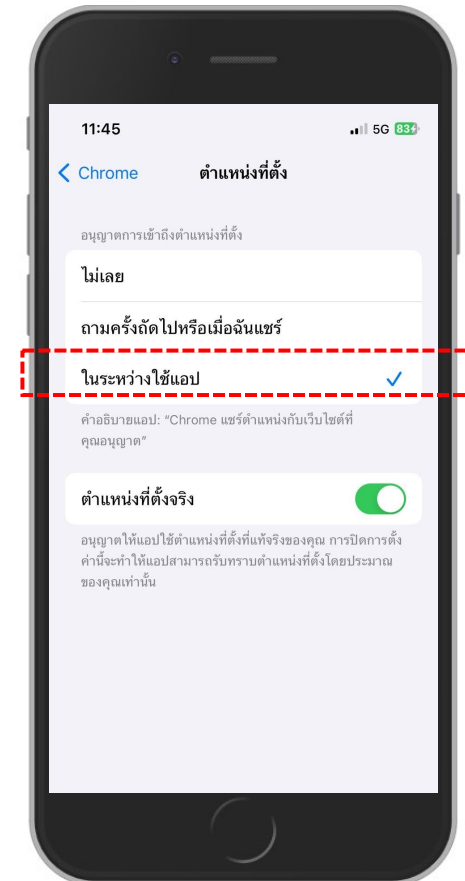 11:45 5G 83
Chrome ตำแหน่งที่ตั้ง
อนุญาตการเข้าถึงตำแหน่งที่ตั้ง
ไม่เลย
ถามครั้งถัดไปหรือเมื่อฉันแชร์
ในระหว่างใช้แอป
คำอธิบายแอป: “Chrome แชร์ตำแหน่งกับเว็บไซต์ที่
คุณอนุญาต”
ตำแหน่งที่ตั้งจริง
อนุญาตให้แอปใช้ตำแหน่งที่ตั้งที่แท้จริงของคุณ การปิดการตั้ง
ค่านี้จะทำให้แอปสามารถรับทราบตำแหน่งที่ตั้งโดยประมาณ
ของคุณเท่านั้น